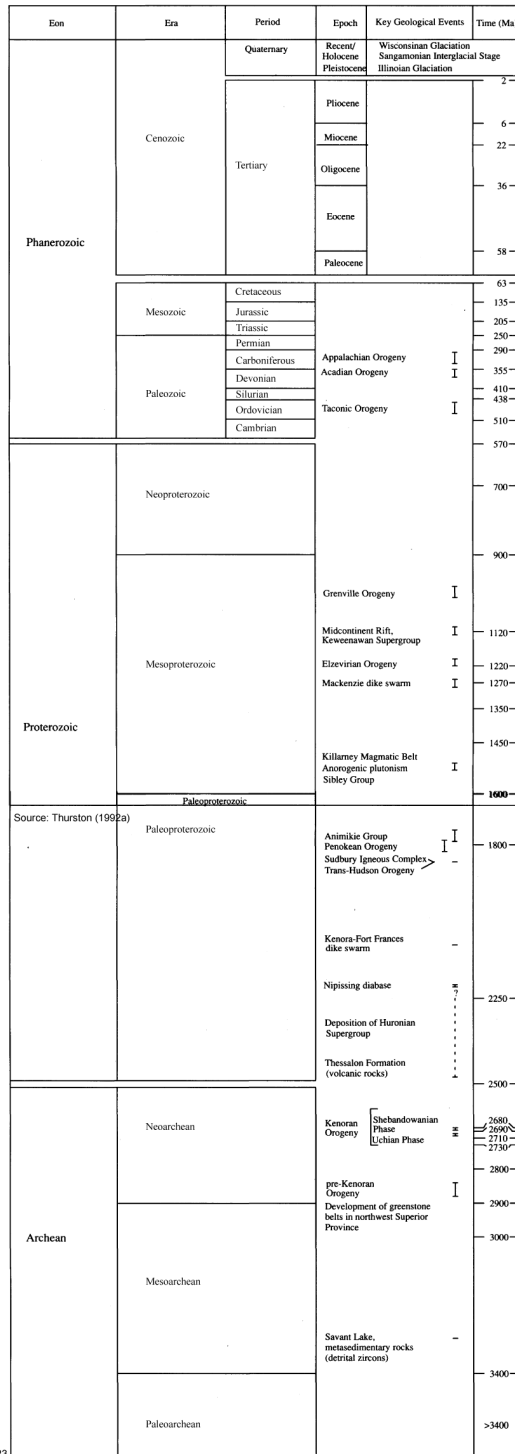 Eon Era Period Epoch Key Geological Events Time (Ma
Quaternary Recent/ Wisconsinan Glaciation
Holocene Sangamonian Interglacial Stage
Pleistocene Illinoian Glaciation
2
Pliocene
6
Cenozoic Miocene
22
Tertiary Oligocene
36
Eocene
Phanerozoic
58
Paleocene
63
Cretaceous
135
Mesozoic Jurassic
205
Triassic
250
Permian
290
Carboniferous Appalachian Orogeny
355
Devonian Acadian Orogeny
Paleozoic
410
Silurian
438
Ordovician Taconic Orogeny
510
Cambrian
570
Neoproterozoic 700
900
Grenville Orogeny
Midcontinent Rift, 1120
Keweenawan Supergroup
Mesoproterozoic Elzevirian Orogeny 1220
Mackenzie dike swarm 1270
1350
Proterozoic
1450
Killarney Magmatic Belt
Anorogenic plutonism
Sibley Group
1600
Paleoproterozoic
Source: Thurston (1992a)
Paleoproterozoic
Animikie Group
Penokean Orogeny 1800
Sudbury Igneous Complex
Trans-Hudson Orogeny
Kenora-Fort Frances
dike swarm
Nipissing diabase
?
2250
Deposition of Huronian
Supergroup
Thessalon Formation
(volcanic rocks)
2500
Neoarchean Kenoran Shebandowanian 2680
Orogeny Phase 2690
Uchian Phase 2710
2730
2800
pre-Kenoran
Orogeny 2900
Development of greenstone
belts in northwest Superior
Province
Archean 3000
Mesoarchean
Savant Lake,
metasedimentary rocks
(detrital zircons)
3400
Paleoarchean >3400